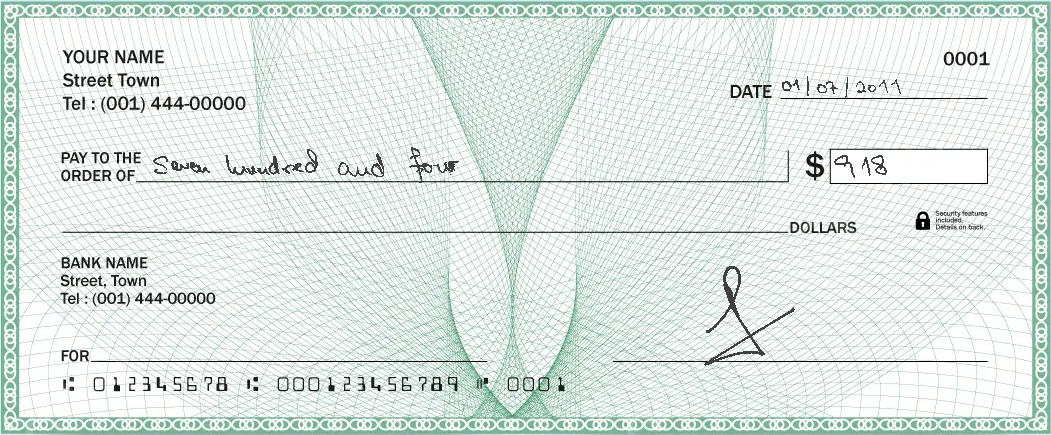 YOUR NAME
0001
Street Town
Tel : (001) 444-00000
DATE 01/07/2011
PAY TO THE
ORDER OF Seven hundred and four $ 918
DOLLARS
Security features
included.
Details on back.
BANK NAME
Street, Town
Tel : (001) 444-00000
FOR
⑆ 012345678 ⑆ 000123456789 ⑈ 0001